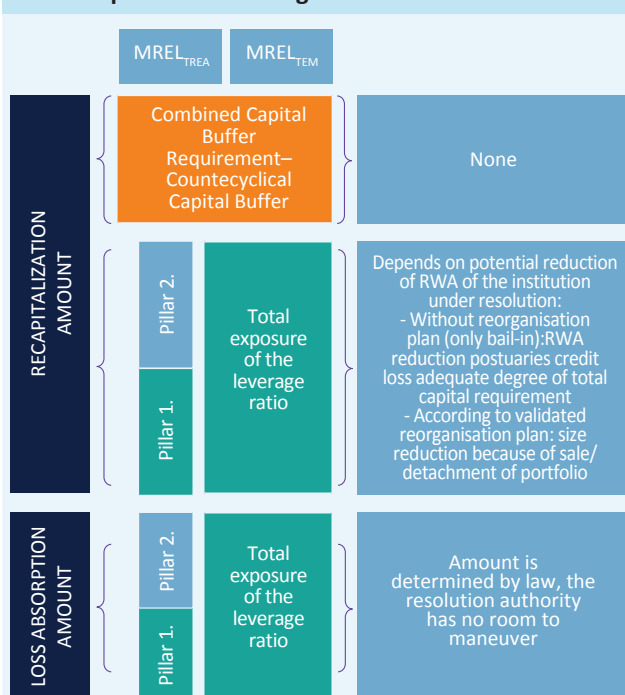 MREL TREA
MREL TEM
RECAPITALIZATION
AMOUNT
Combined Capital
Buffer
Requirement–
Countecyclical
Capital Buffer
None
Pillar 2.
Pillar 1.
Total
exposure
of the
leverage
ratio
Depends on potential reduction
of RWA of the institution
under resolution:
- Without reorganisation
plan (only bail-in):RWA
reduction postuaries credit
loss adequate degree of total
capital requirement
- According to validated
reorganisation plan: size
reduction because of sale/
detachment of portfolio
LOSS ABSORPTION
AMOUNT
Pillar 2.
Pillar 1.
Total
exposure
of the
leverage
ratio
Amount is
determined by law, the
resolution authority
has no room to
maneuver